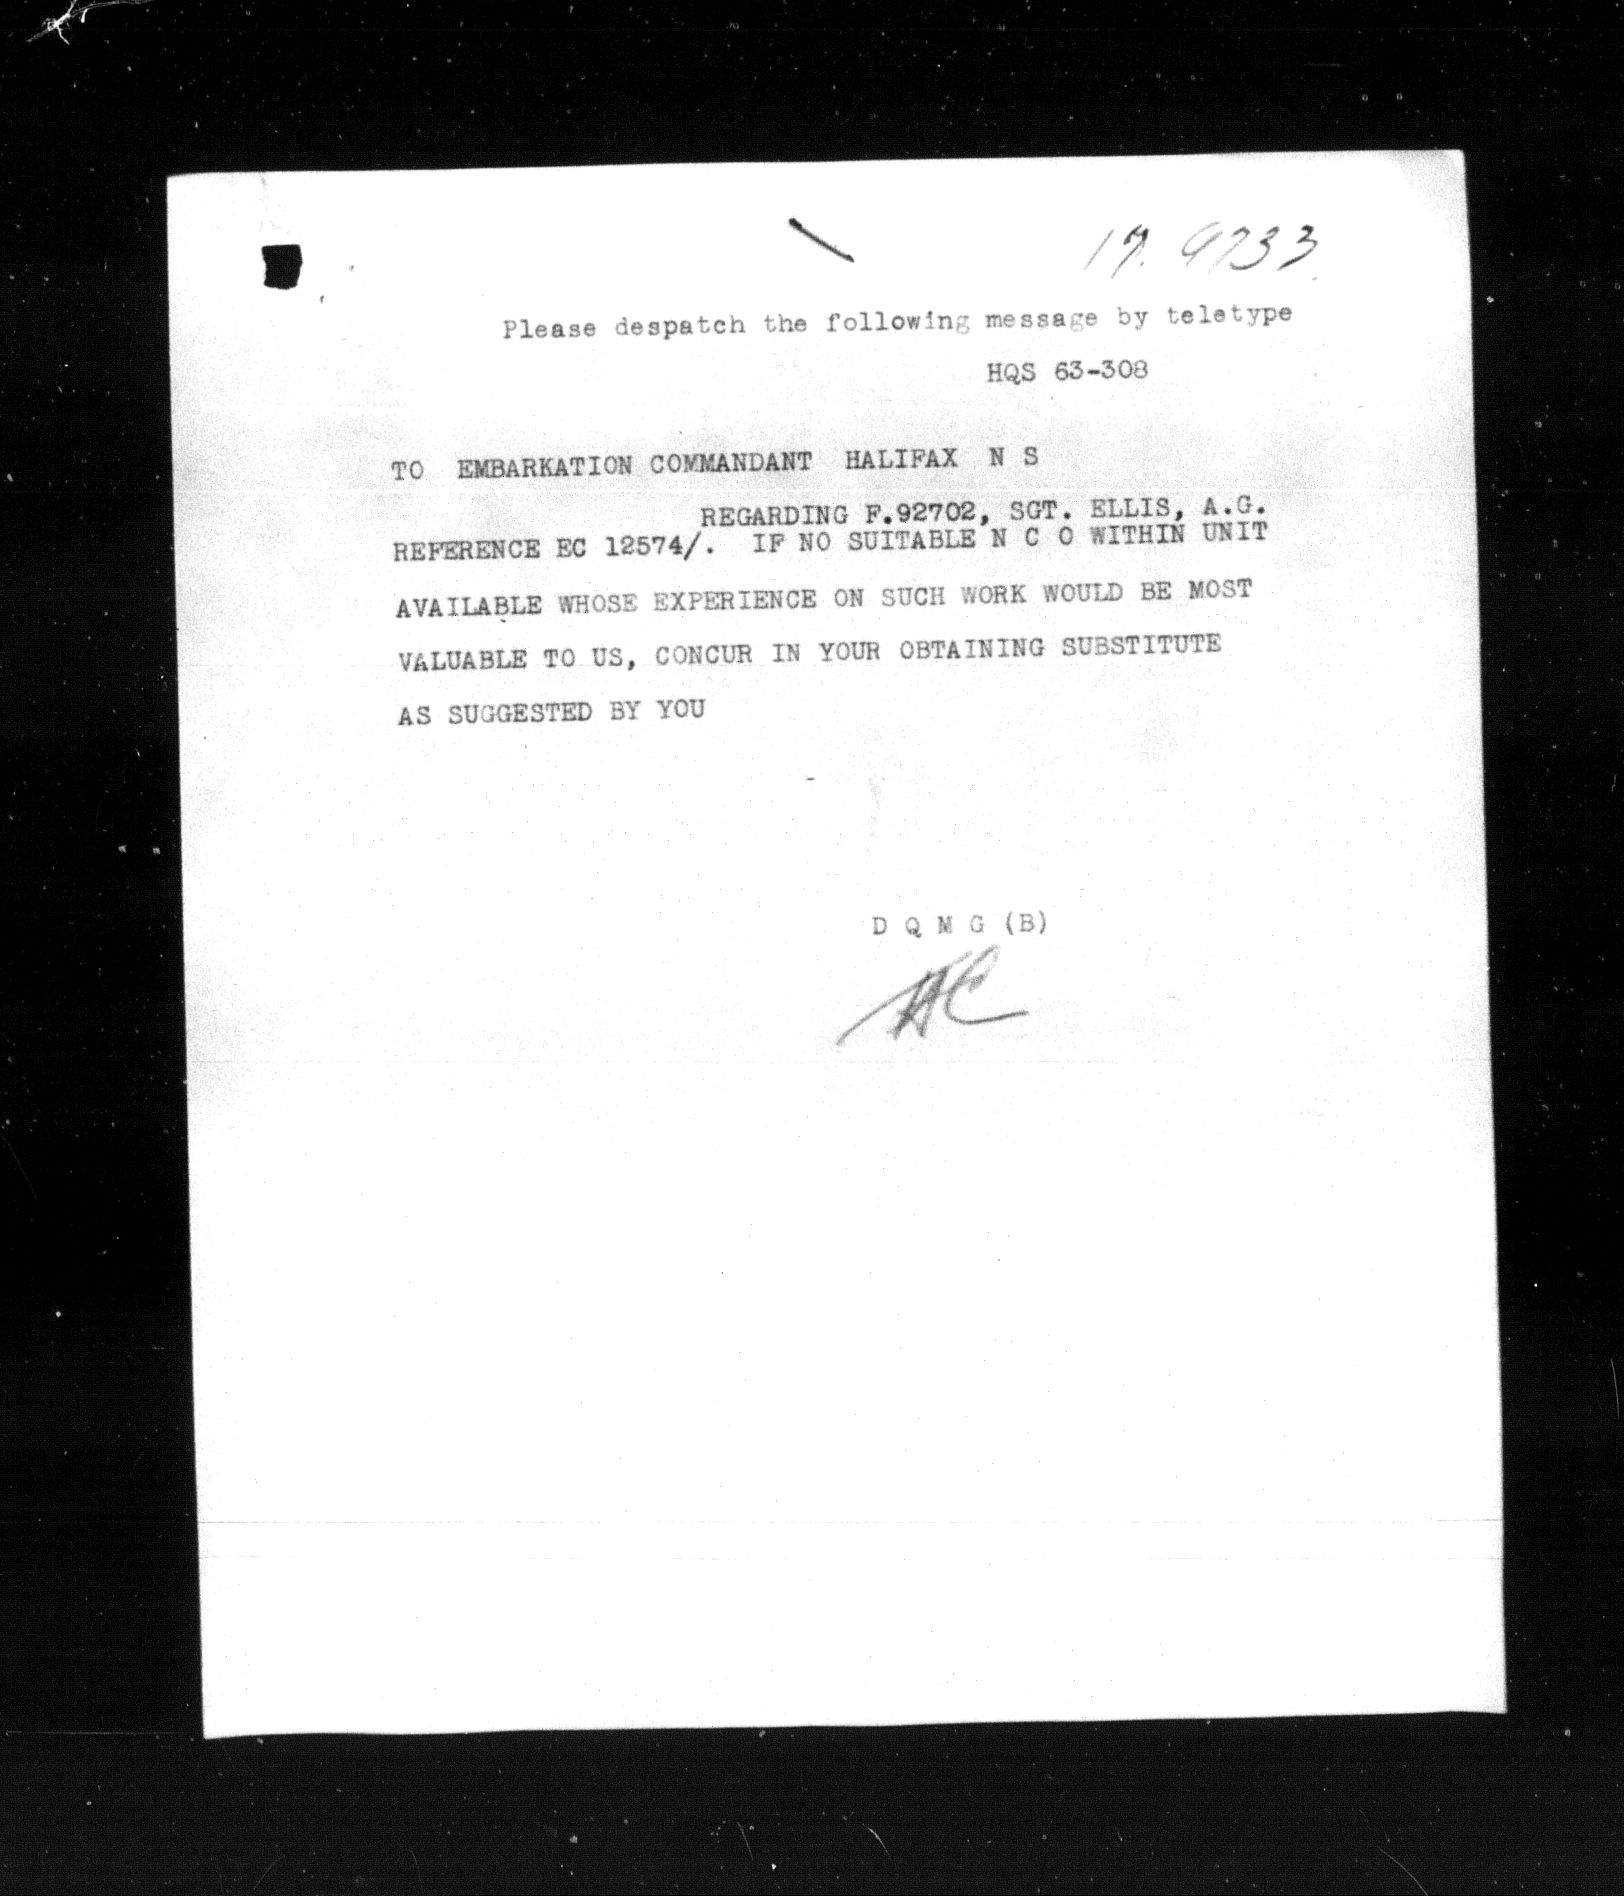 17. 9733
Please despatch the following message by teletype
HQS 63-308
TO EMBARKATION COMMANDANT HALIFAX N S
REGARDING F.92702, SGT. ELLIS, A.G.
REFERENCE EC 12574/. IF NO SUITABLE N C O WITHIN UNIT
AVAILABLE WHOSE EXPERIENCE ON SUCH WORK WOULD BE MOST
VALUABLE TO US, CONCUR IN YOUR OBTAINING SUBSTITUTE
AS SUGGESTED BY YOU
D Q M G (B)